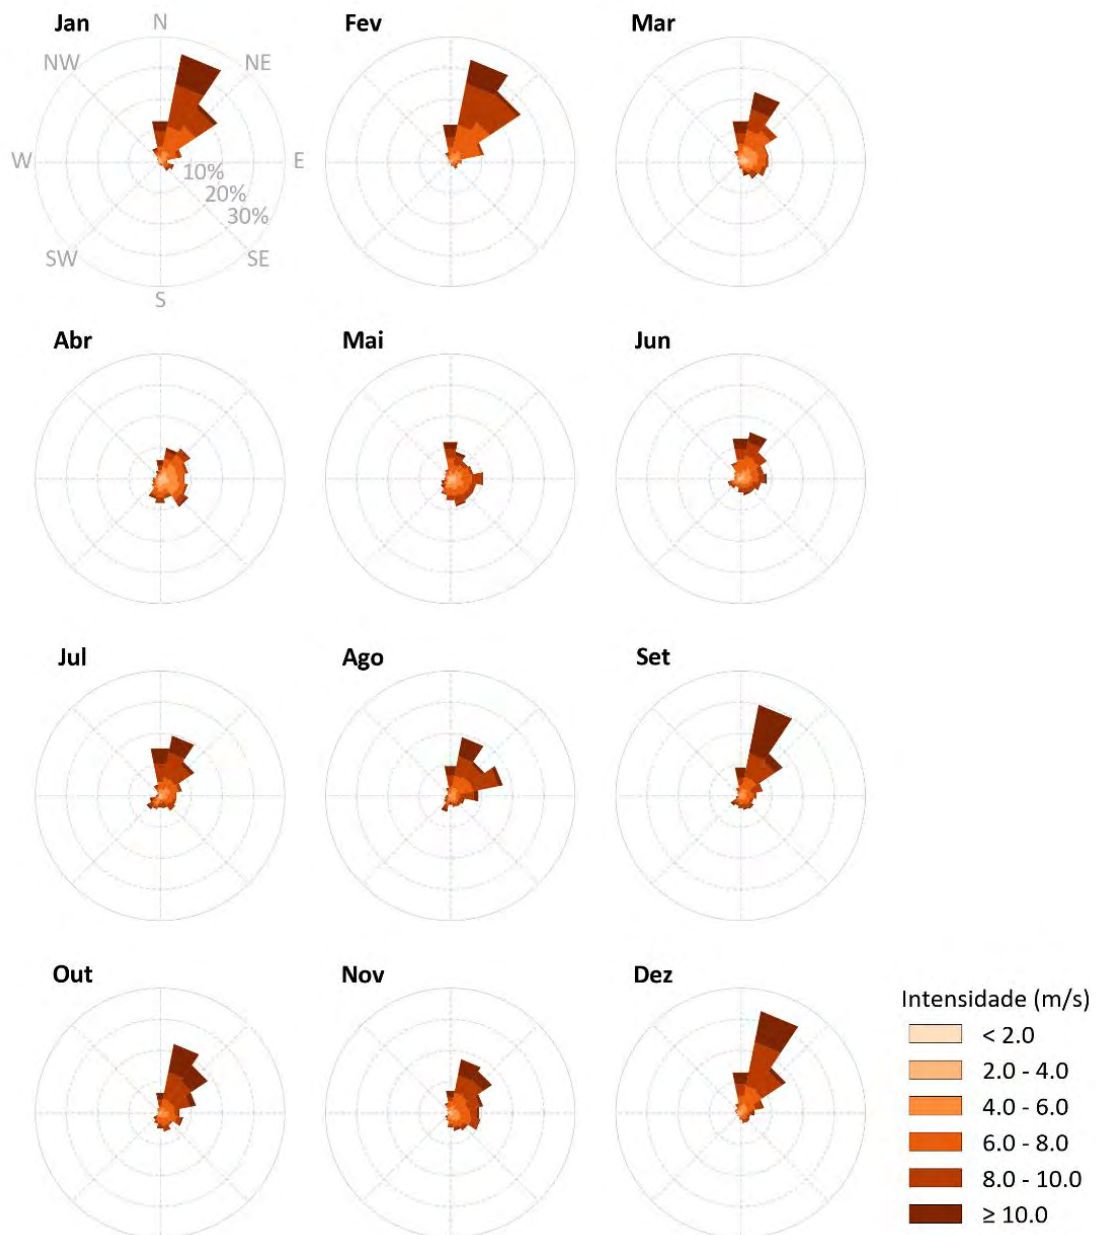 Jan
N
NW
NE
W
E
10%
20%
30%
SW
SE
S
Fev
Mar
Abr
Mai
Jun
Jul
Ago
Set
Out
Nov
Dez
Intensidade (m/s)
< 2.0
2.0 - 4.0
4.0 - 6.0
6.0 - 8.0
8.0 - 10.0
≥ 10.0